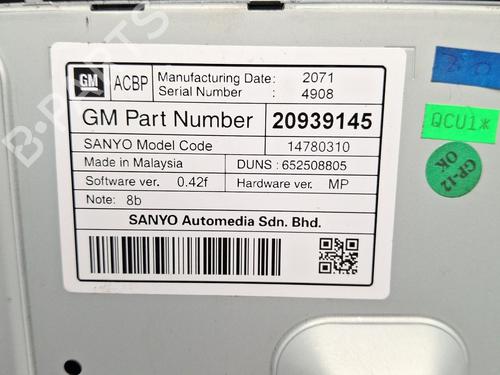 GM
ACBP
Manufacturing Date: 2071
Serial Number : 4908
GM Part Number 20939145
SANYO Model Code 14780310
Made in Malaysia DUNS : 652508805
Software ver. 0.42f Hardware ver. MP
Note: 8b
SANYO Automedia Sdn. Bhd.
QCU1*
GP-12
OK
B-PARTS